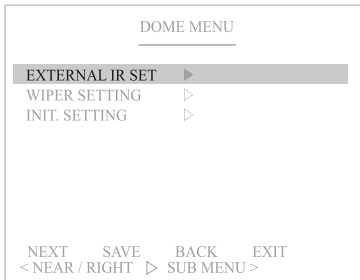 DOME MENU
EXTERNAL IR SET ▶
WIPER SETTING ▷
INIT. SETTING ▷
NEXT SAVE BACK EXIT
< NEAR / RIGHT ▷ SUB MENU >